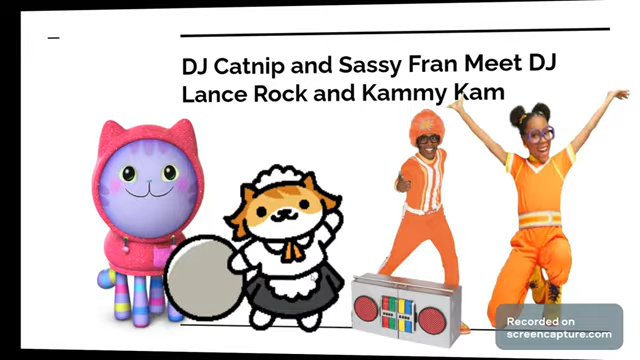 DJ Catnip and Sassy Fran Meet DJ
Lance Rock and Kammy Kam
Recorded on
screencapture.com